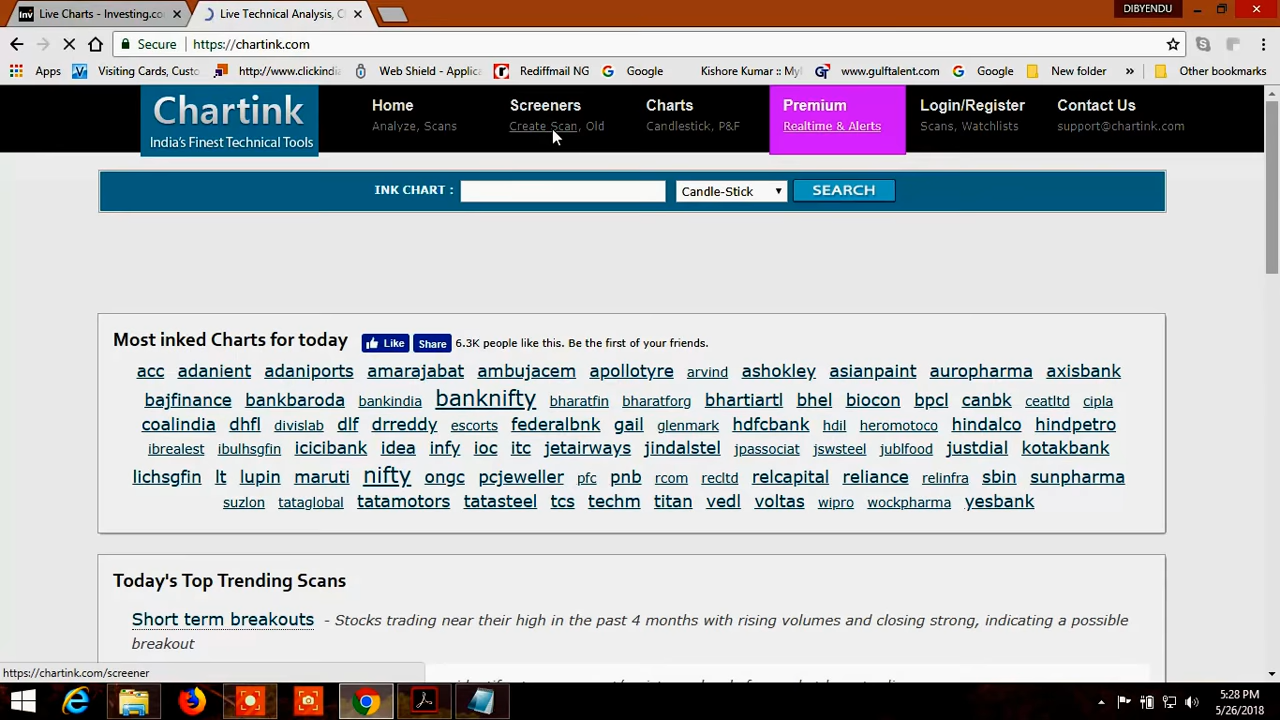 Live Charts - Investing.co
Live Technical Analysis, C
DIBYENDU
Secure
https://chartink.com
Apps
Visiting Cards, Custo
http://www.clickindi
Web Shield - Applica
Rediffmail NG
Google
Kishore Kumar :: My
www.gulftalent.com
Google
New folder
»
Other bookmarks
Chartink
India's Finest Technical Tools
Home
Analyze, Scans
Screeners
Create Scan, Old
Charts
Candlestick, P&F
Premium
Realtime & Alerts
Login/Register
Scans, Watchlists
Contact Us
support@chartink.com
INK CHART :
Candle-Stick
SEARCH
Most inked Charts for today
Like
Share
6.3K people like this. Be the first of your friends.
acc adanient adaniports amarajabat ambujacem apollotyre arvind ashokley asianpaint auropharma axisbank
bajfinance bankbaroda bankindia banknifty bharatfin bharatforg bhartiartl bhel biocon bpcl canbk ceatltd cipla
coalindia dhfl divislab dlf drreddy escorts federalbnk gail glenmark hdfcbank hdil heromotoco hindalco hindpetro
ibrealest ibulhsgfin icicibank idea infy ioc itc jetairways jindalstel jpassociat jswsteel jublfood justdial kotakbank
lichsgfin lt lupin maruti nifty ongc pcjeweller pfc pnb rcom recltd relcapital reliance relinfra sbin sunpharma
suzlon tataglobal tatamotors tatasteel tcs techm titan vedl voltas wipro wockpharma yesbank
Today's Top Trending Scans
Short term breakouts - Stocks trading near their high in the past 4 months with rising volumes and closing strong, indicating a possible
breakout
https://chartink.com/screener
5:28 PM
5/26/2018